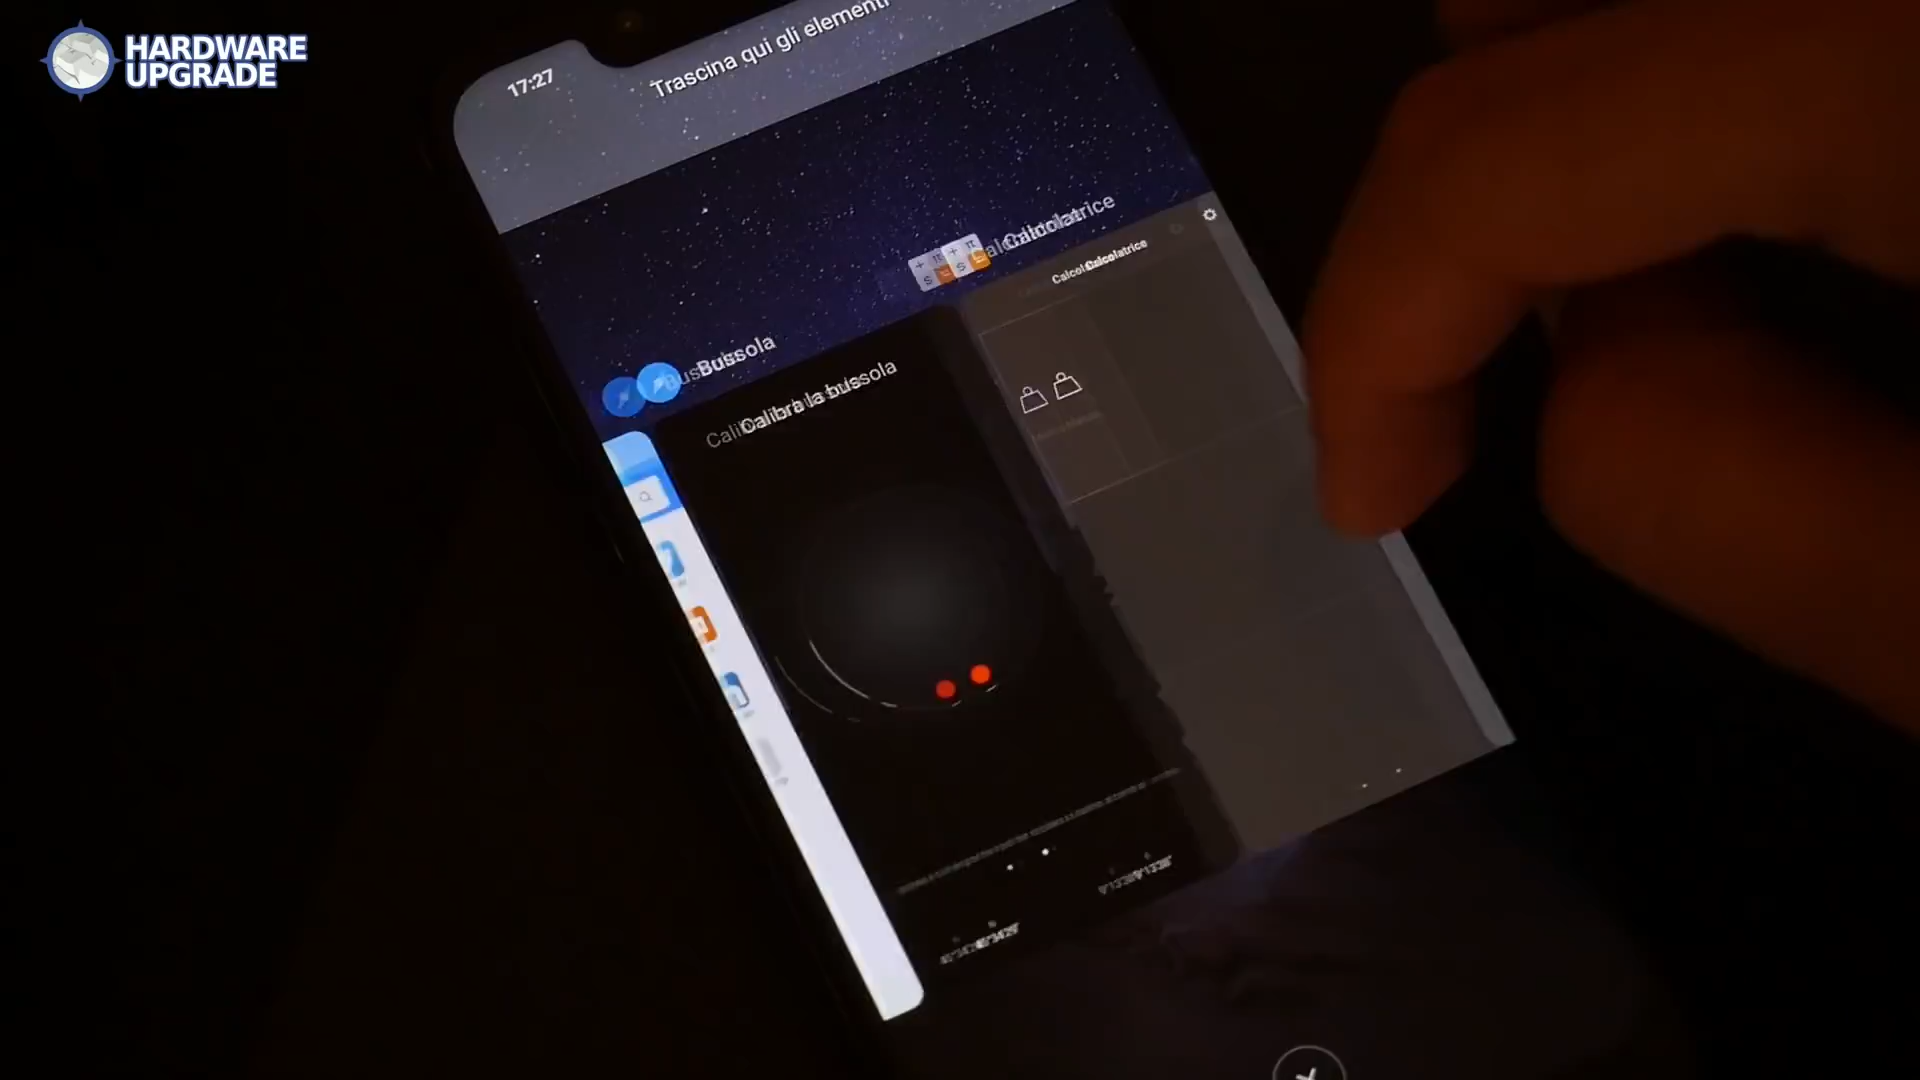 HARDWARE
UPGRADE
17:27
Trascina qui gli elementi
Calcolatrice
Calcolatrice
Bussola
Calibra la bussola